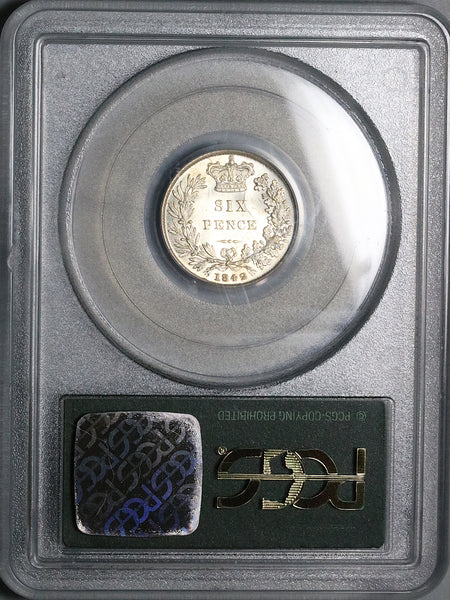 SIX
PENCE
1842
© PCGS-COPYING PROHIBITED
PCGS®